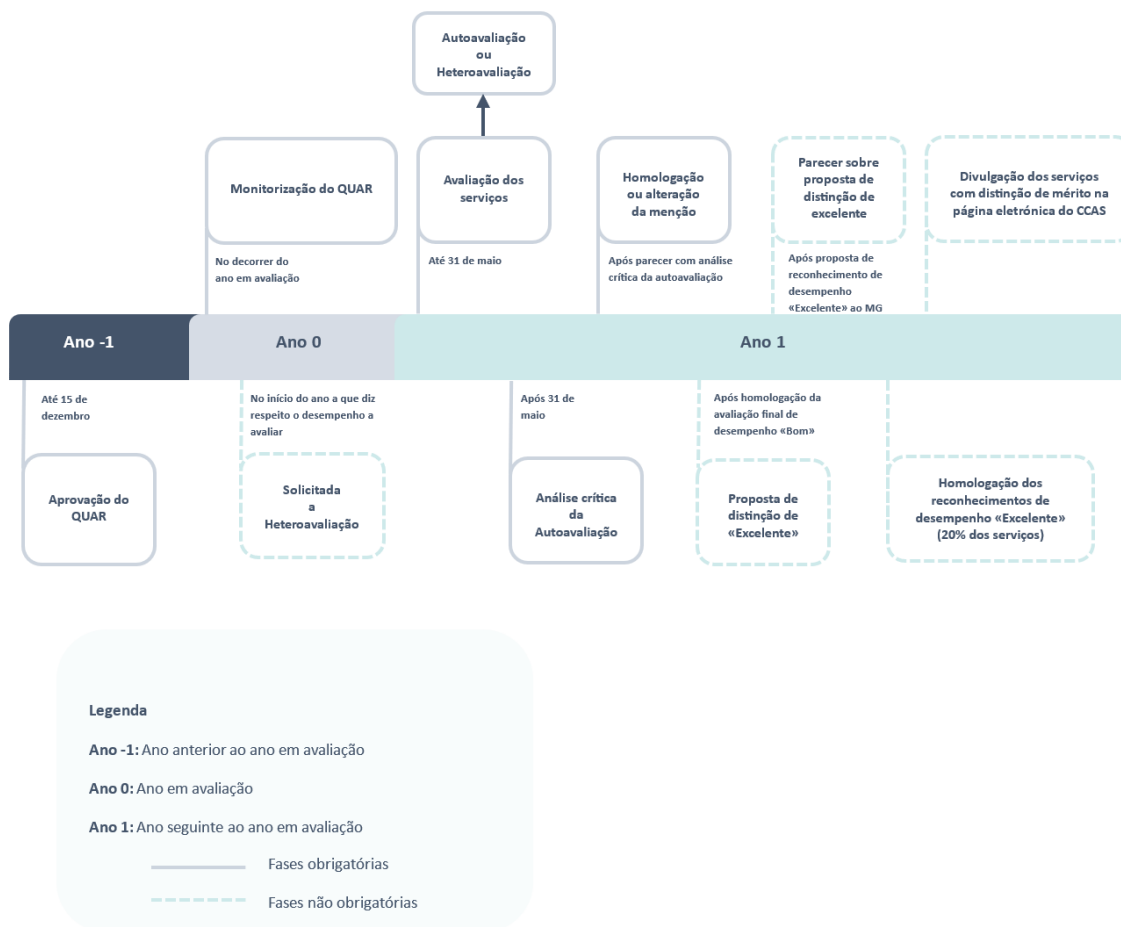 Autoavaliação
ou
Heteroavaliação
Monitorização do QUAR
Avaliação dos
serviços
Homologação
ou alteração
da menção
Parecer sobre
proposta de
distinção de
excelente
Divulgação dos serviços
com distinção de mérito na
página eletrónica do CCAS
No decorrer do
ano em avaliação
Até 31 de maio
Após parecer com análise
crítica da autoavaliação
Após proposta de
reconhecimento de
desempenho
«Excelente» ao MG
Ano -1
Ano 0
Ano 1
Até 15 de
dezembro
No início do ano a que diz
respeito o desempenho a
avaliar
Após 31 de
maio
Após homologação da
avaliação final de
desempenho «Bom»
Aprovação do
QUAR
Solicitada
a
Heteroavaliação
Análise crítica
da
Autoavaliação
Proposta de
distinção de
«Excelente»
Homologação dos
reconhecimentos de
desempenho «Excelente»
(20% dos serviços)
Legenda
Ano -1: Ano anterior ao ano em avaliação
Ano 0: Ano em avaliação
Ano 1: Ano seguinte ao ano em avaliação
Fases obrigatórias
Fases não obrigatórias